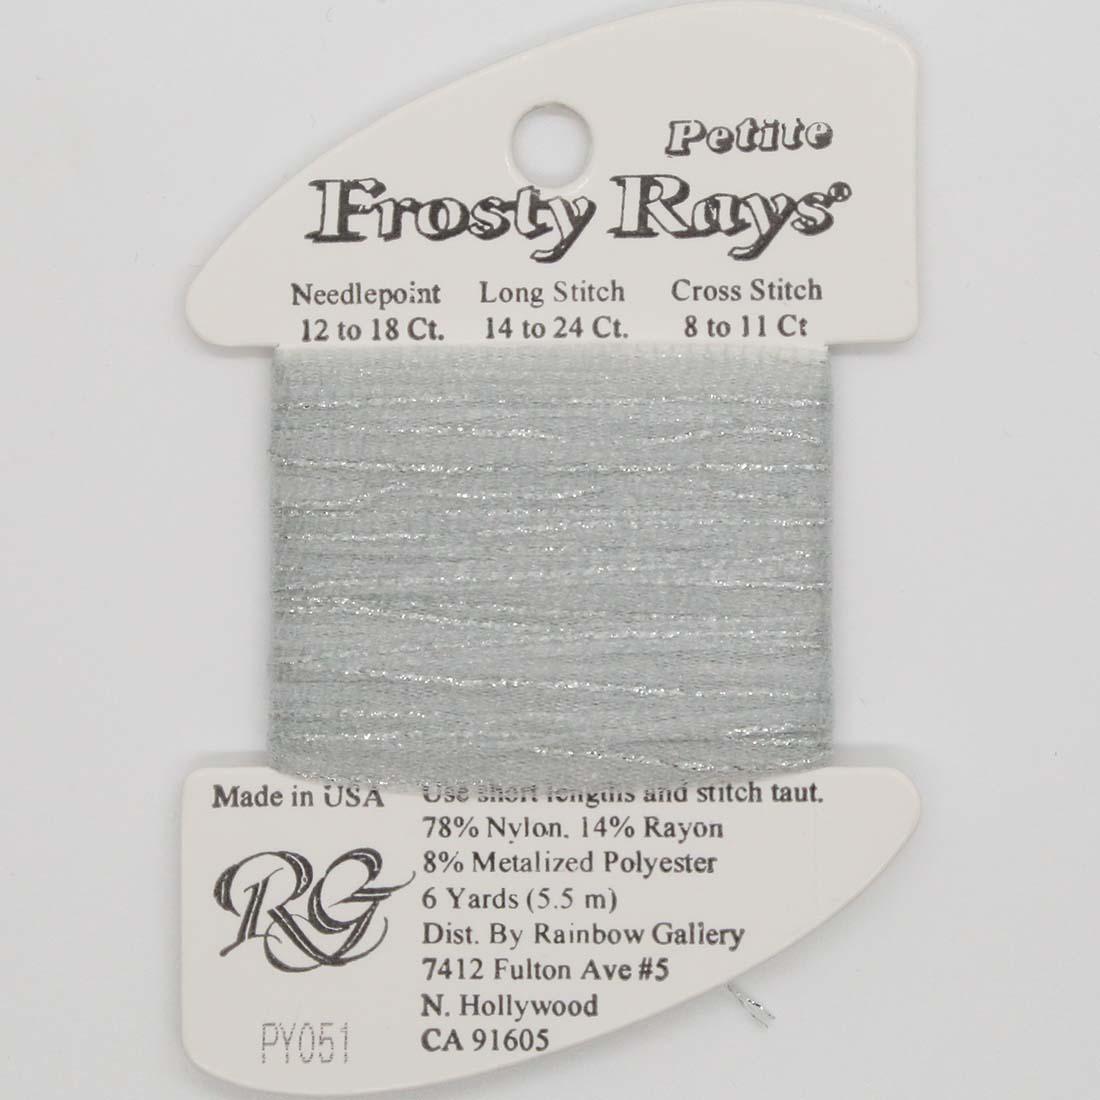 Petite
Frosty Rays®
Needlepoint Long Stitch Cross Stitch
12 to 18 Ct. 14 to 24 Ct. 8 to 11 Ct
Made in USA Use short lengths and stitch taut.
78% Nylon, 14% Rayon
8% Metalized Polyester
6 Yards (5.5 m)
Dist. By Rainbow Gallery
7412 Fulton Ave #5
N. Hollywood
CA 91605
RG
PY051